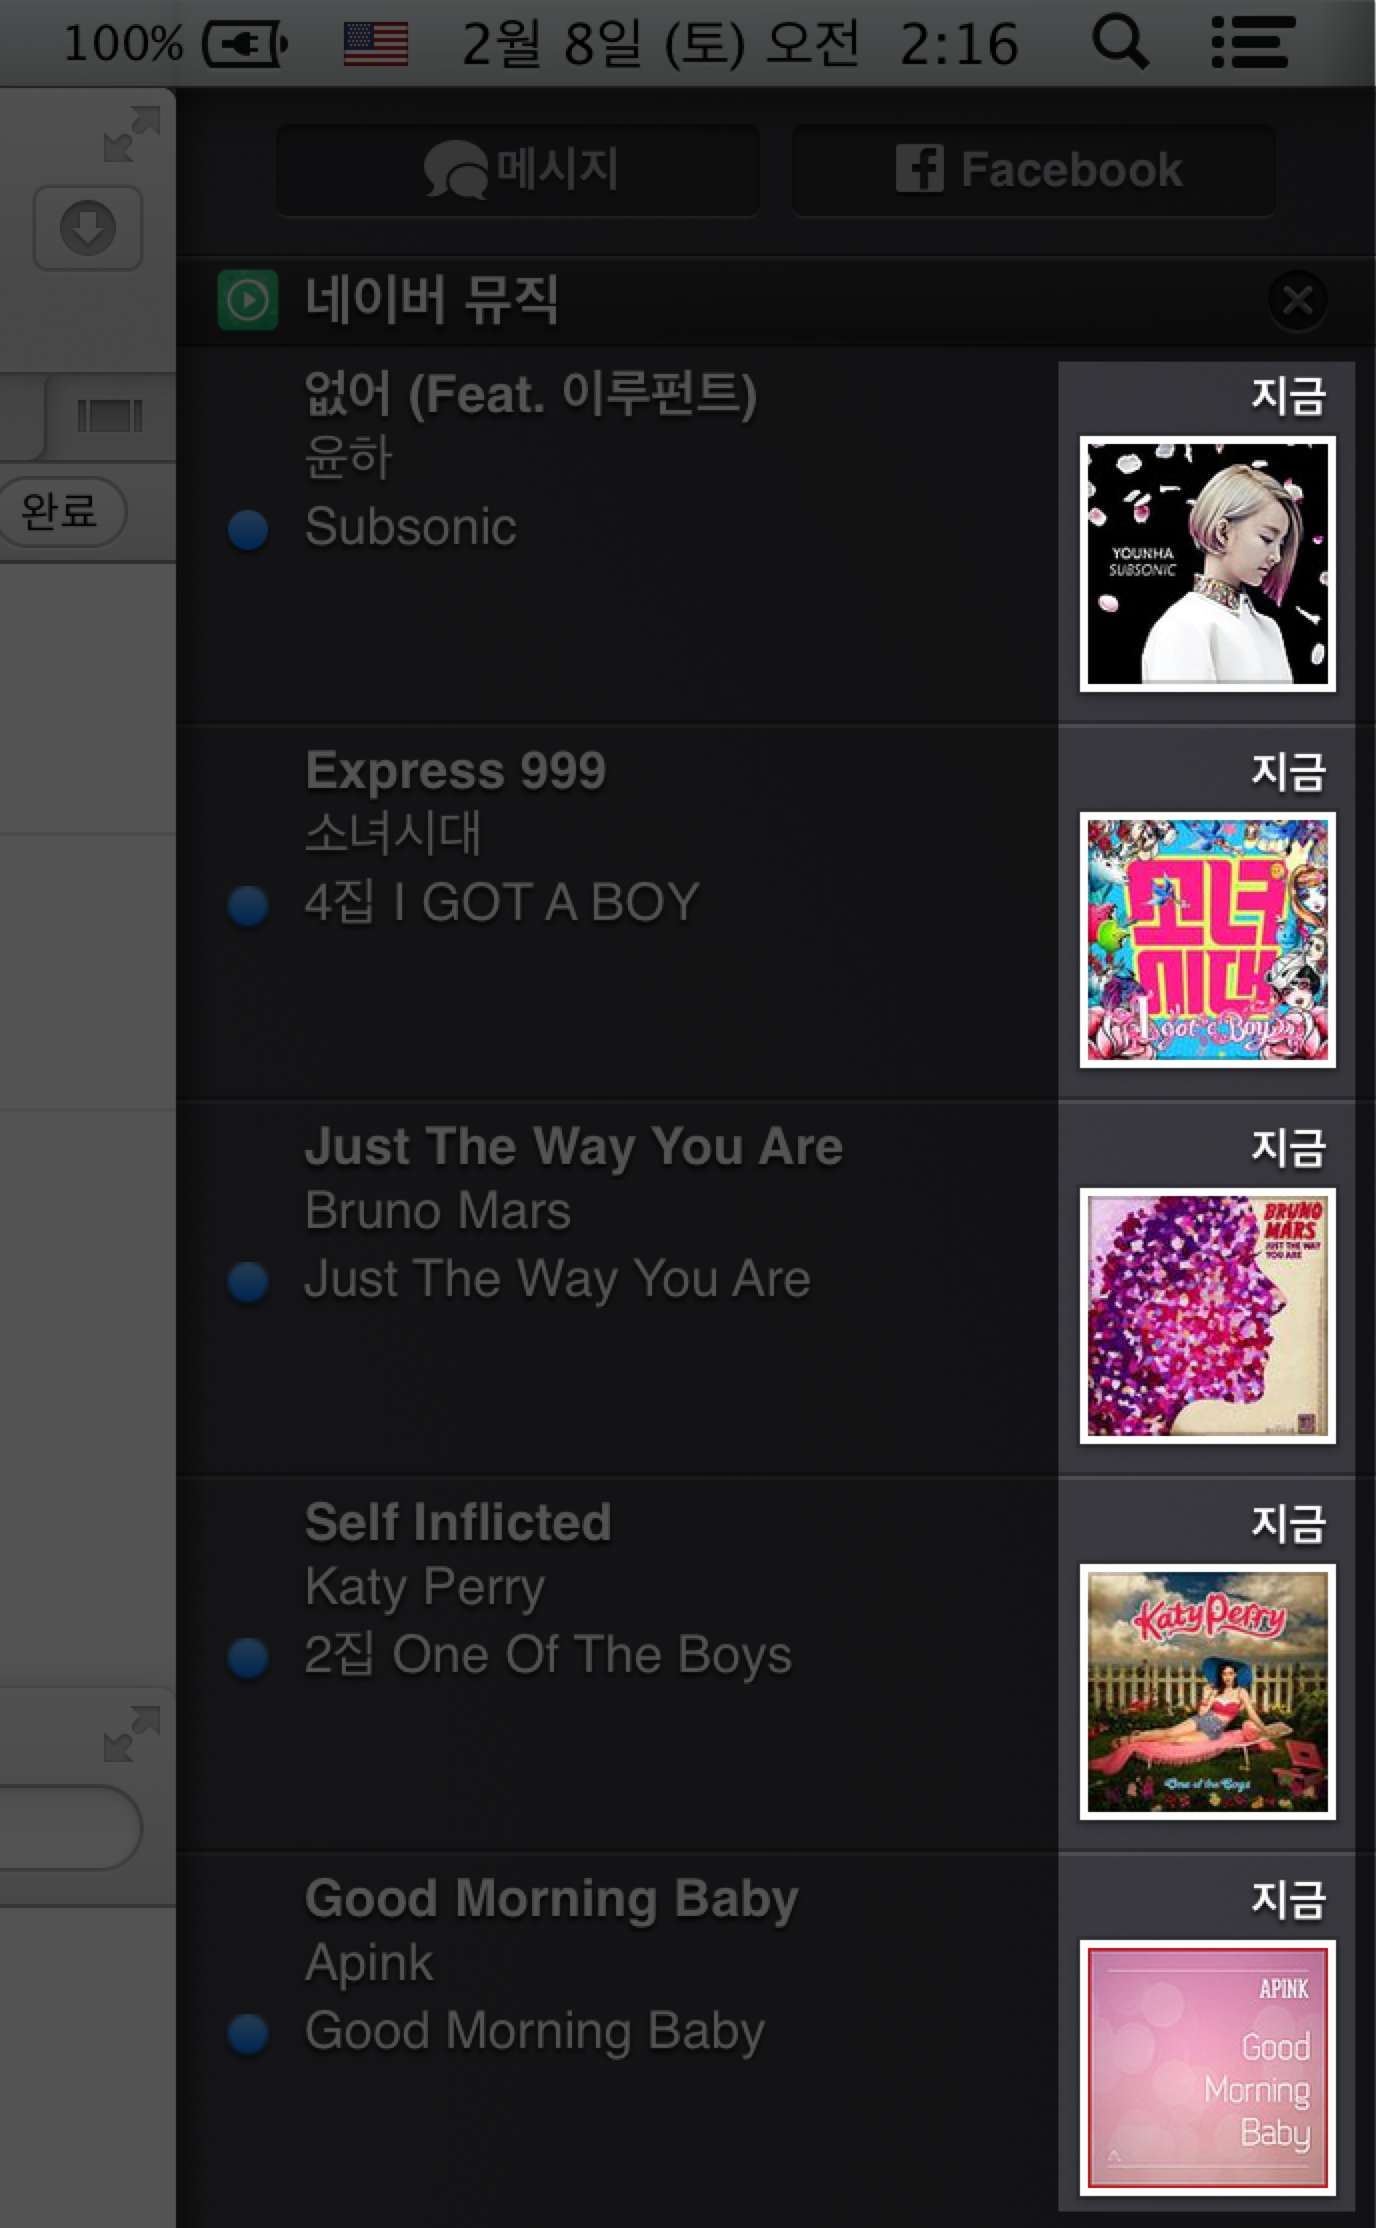 100% 2월 8일 (토) 오전 2:16
메시지 Facebook
완료
네이버 뮤직
없어 (Feat. 이루펀트) 지금
윤하
Subsonic
YOUNHA
SUBSONIC
Express 999 지금
소녀시대
4집 I GOT A BOY
소녀
시대
I got a Boy
Just The Way You Are 지금
Bruno Mars
Just The Way You Are
BRUNO
MARS
JUST THE WAY
YOU ARE
Self Inflicted 지금
Katy Perry
2집 One Of The Boys
Katy Perry
One of the Boys
Good Morning Baby 지금
Apink
Good Morning Baby
APINK
Good
Morning
Baby